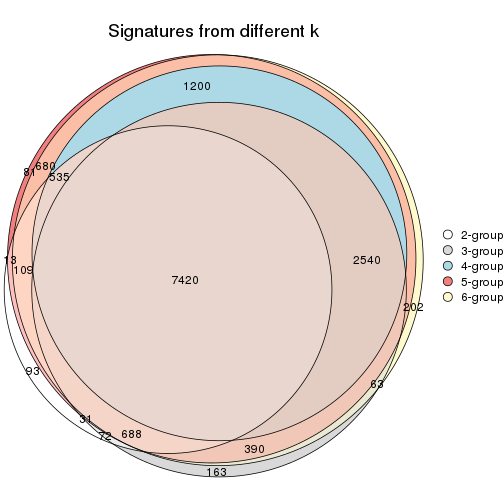 Signatures from different k
1200
680
81
535
13
109
7420
2540
202
93
63
31
72
688
390
163
2-group
3-group
4-group
5-group
6-group